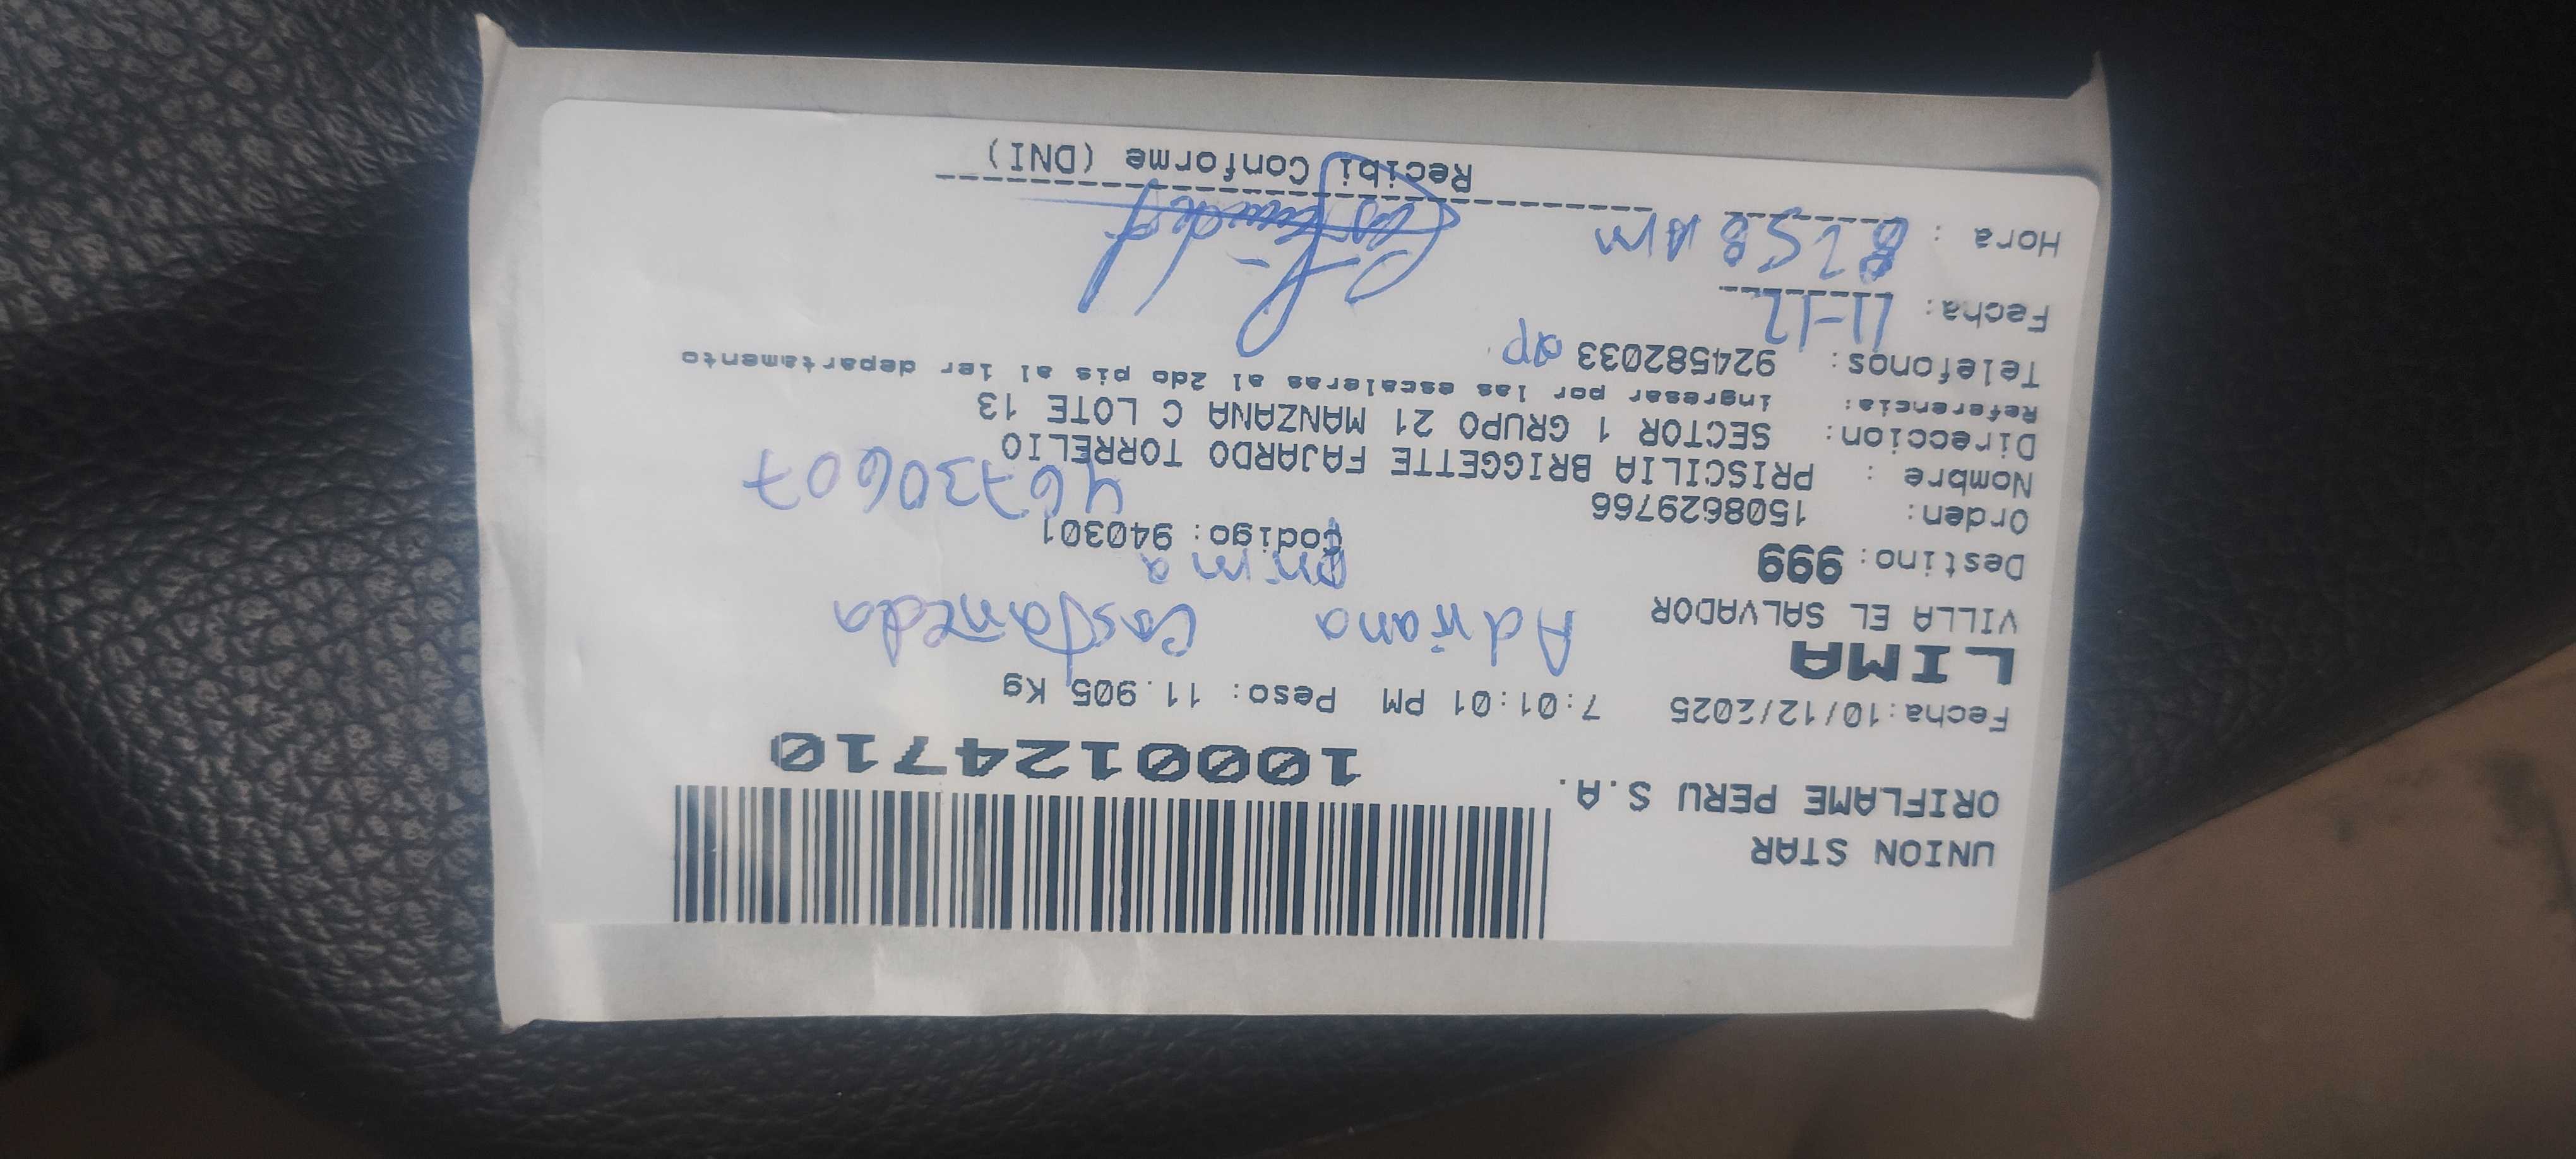 UNION STAR
ORIFLAME PERU S.A.
1000124710
Fecha:10/12/2025 7:01:01 PM Peso: 11.905 Kg
LIMA
Adriana Castañeda
VILLA EL SALVADOR
prima
Destino: 999 Codigo: 940301
Orden: 1508629766
46730607
Nombre : PRISCILIA BRIGGETTE FAJARDO TORRELIO
Direccion: SECTOR 1 GRUPO 21 MANZANA C LOTE 13
Referencia: ingresar por las escaleras al 2do pis al 1er departamento
Telefonos: 924582033 ap
Fecha: 11-12
Hora : 8:58 AM
Recibi Conforme (DNI)